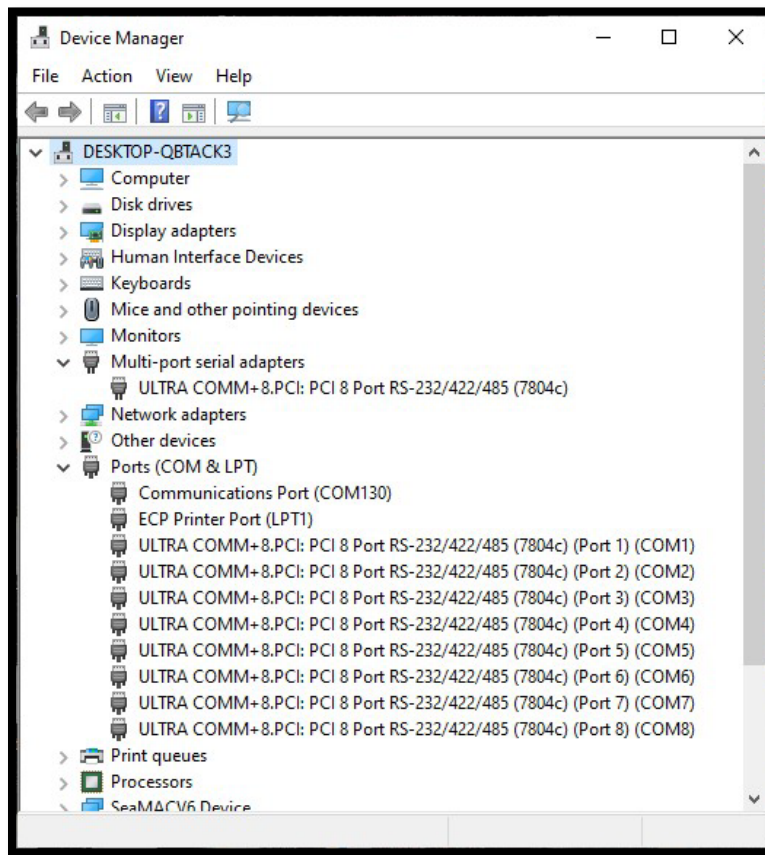 Device Manager
File Action View Help
DESKTOP-QBTACK3
Computer
Disk drives
Display adapters
Human Interface Devices
Keyboards
Mice and other pointing devices
Monitors
Multi-port serial adapters
ULTRA COMM+8.PCI: PCI 8 Port RS-232/422/485 (7804c)
Network adapters
Other devices
Ports (COM & LPT)
Communications Port (COM130)
ECP Printer Port (LPT1)
ULTRA COMM+8.PCI: PCI 8 Port RS-232/422/485 (7804c) (Port 1) (COM1)
ULTRA COMM+8.PCI: PCI 8 Port RS-232/422/485 (7804c) (Port 2) (COM2)
ULTRA COMM+8.PCI: PCI 8 Port RS-232/422/485 (7804c) (Port 3) (COM3)
ULTRA COMM+8.PCI: PCI 8 Port RS-232/422/485 (7804c) (Port 4) (COM4)
ULTRA COMM+8.PCI: PCI 8 Port RS-232/422/485 (7804c) (Port 5) (COM5)
ULTRA COMM+8.PCI: PCI 8 Port RS-232/422/485 (7804c) (Port 6) (COM6)
ULTRA COMM+8.PCI: PCI 8 Port RS-232/422/485 (7804c) (Port 7) (COM7)
ULTRA COMM+8.PCI: PCI 8 Port RS-232/422/485 (7804c) (Port 8) (COM8)
Print queues
Processors
SeaMACV6 Device